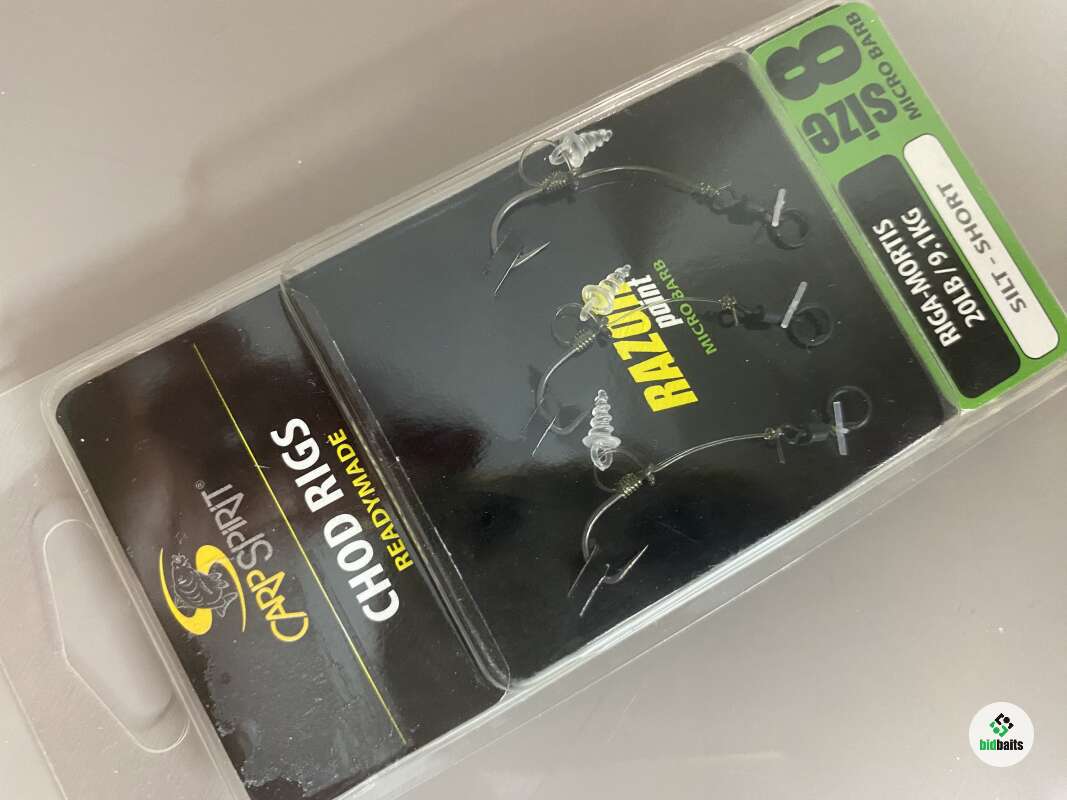 CARP SPIRIT®
CHOD RIGS
READYMADE
RAZOR
point
MICRO BARB
size
8
MICRO BARB
RIGA-MORTIS
20LB / 9.1KG
SILT - SHORT
bidbaits